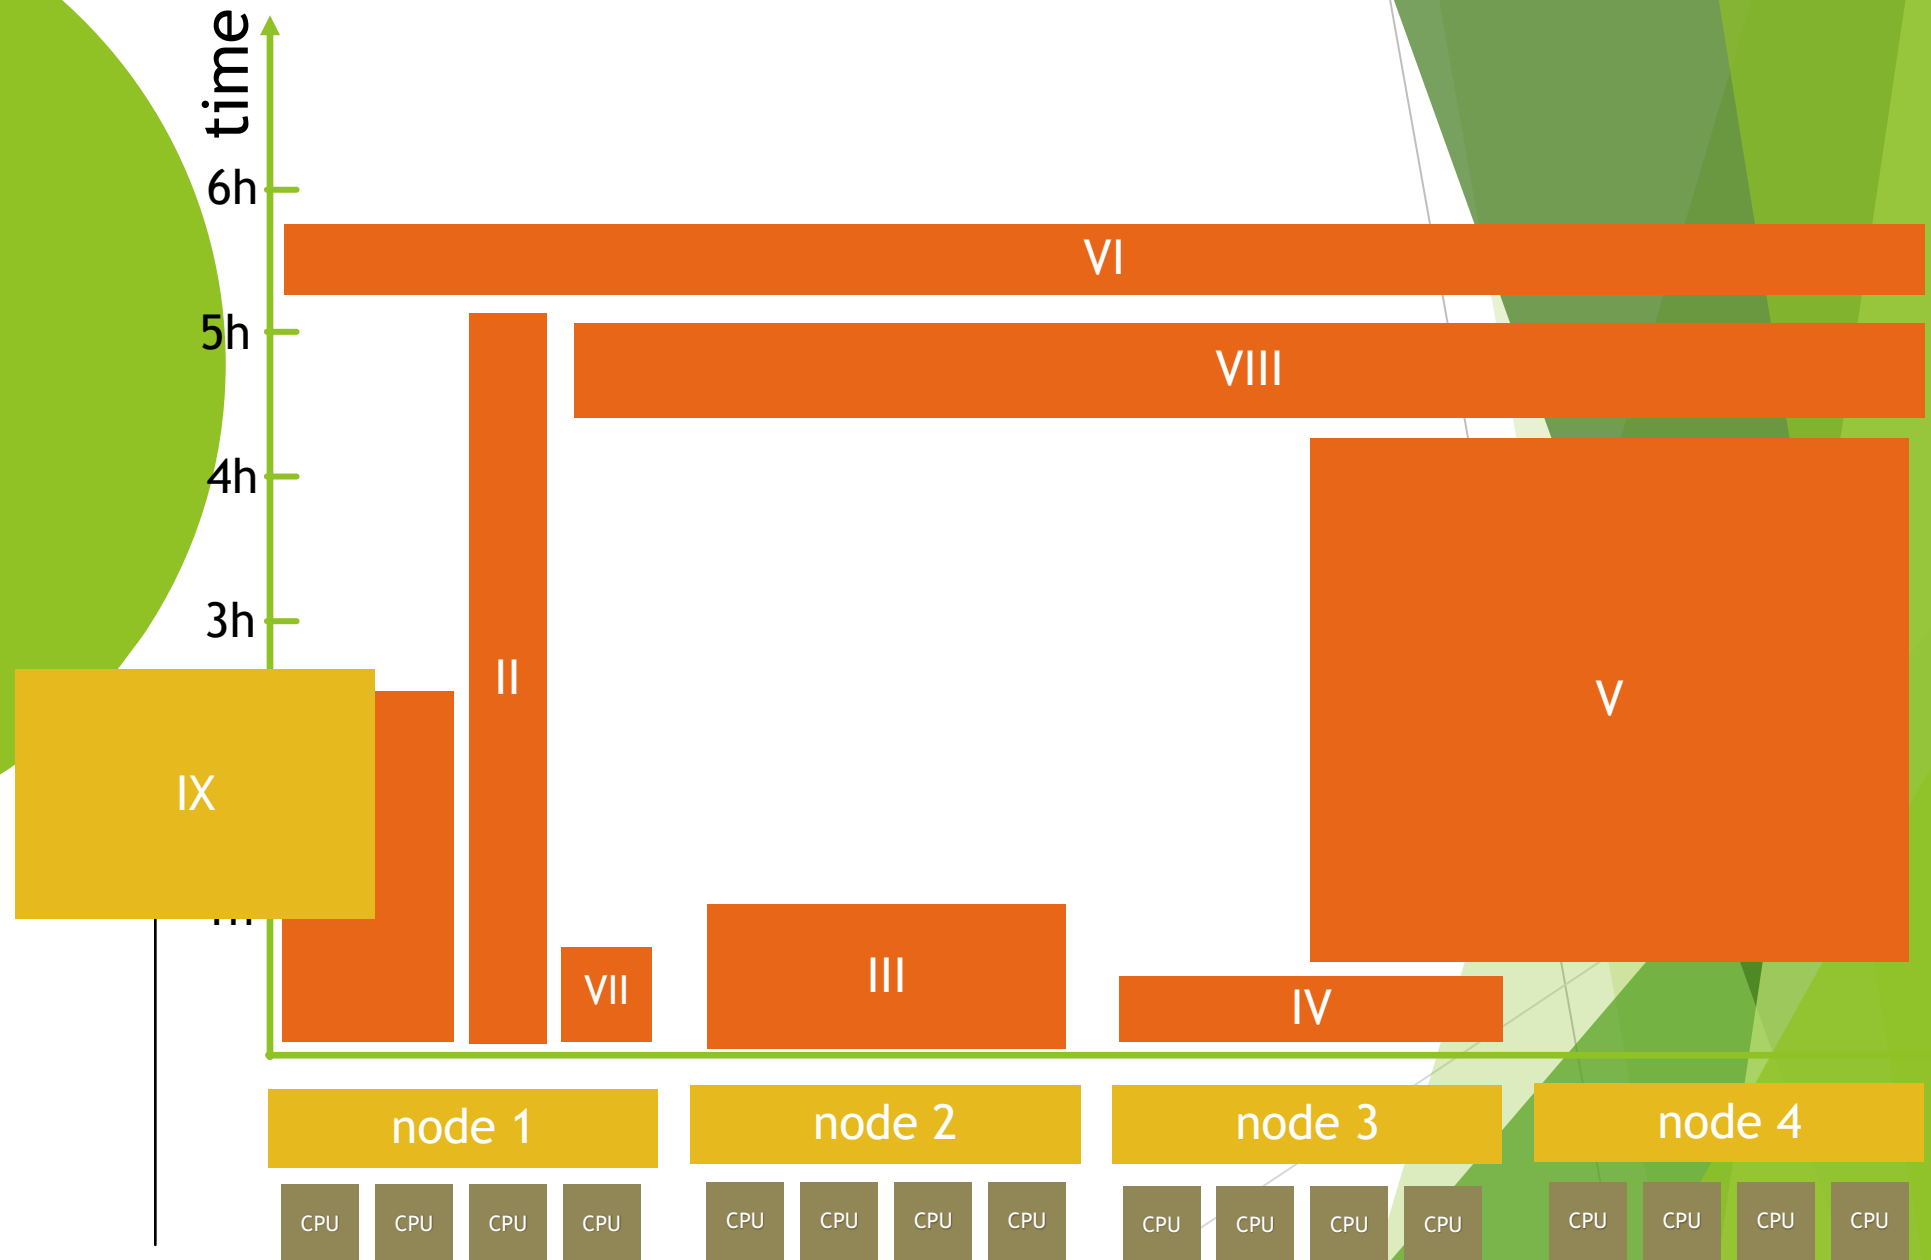 time
6h
VI
5h
VIII
4h
3h
II
V
IX
VII
III
IV
node 1
node 2
node 3
node 4
CPU CPU CPU CPU CPU CPU CPU CPU CPU CPU CPU CPU CPU CPU CPU CPU